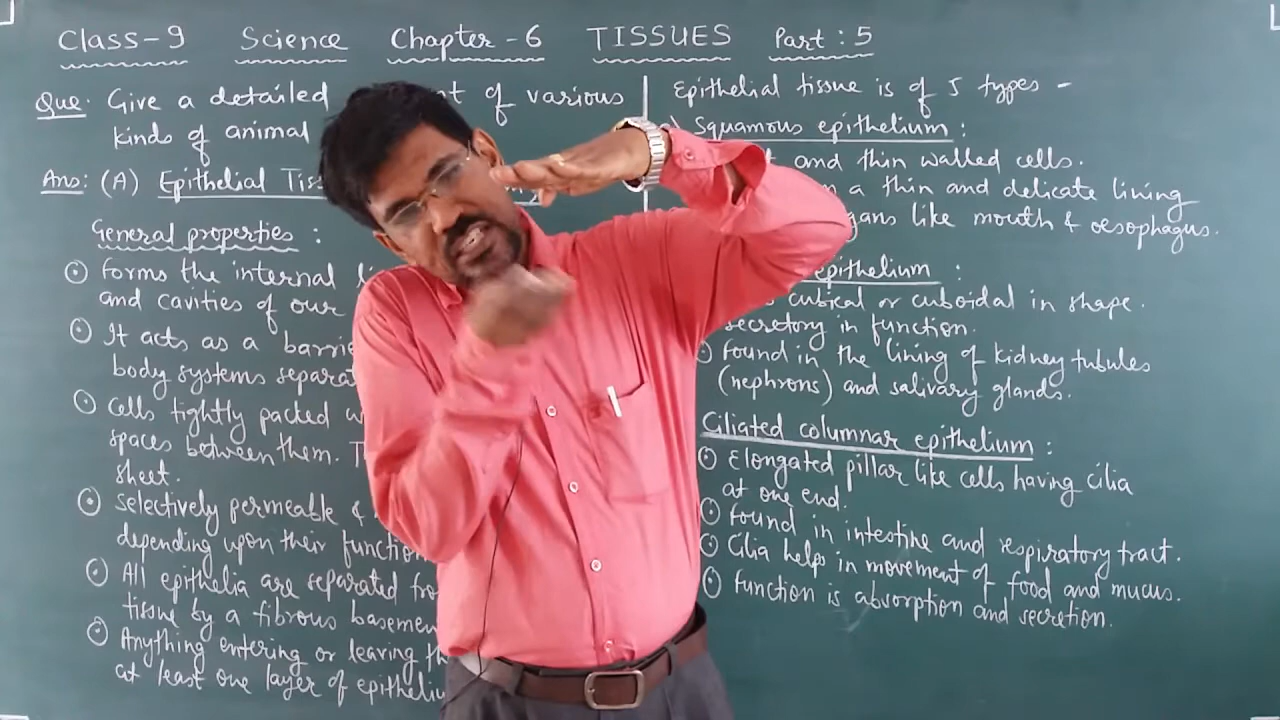 Class-9 Science Chapter-6 TISSUES Part:5
Que: Give a detailed of various
kinds of animal
Ans: (A) Epithelial
General properties :
Forms the internal
and cavities of our
It acts as a
body systems
Cells tightly packed
spaces between them.
sheet.
Selectively permeable &
depending upon their
All epithelia are separated
tissue by a fibrous
Anything entering or leaving
at least one layer of
Epithelial tissue is of 5 types -
Squamous epithelium :
and thin walled cells.
a thin and delicate lining
like mouth & oesophagus.
epithelium :
cubical or cuboidal in shape.
secretory in function.
Found in the lining of kidney tubules
(nephrons) and salivary glands.
Ciliated columnar epithelium :
Elongated pillar like cells having cilia
at one end.
Found in intestine and respiratory tract.
Cilia helps in movement of food and mucus.
Function is absorption and secretion.